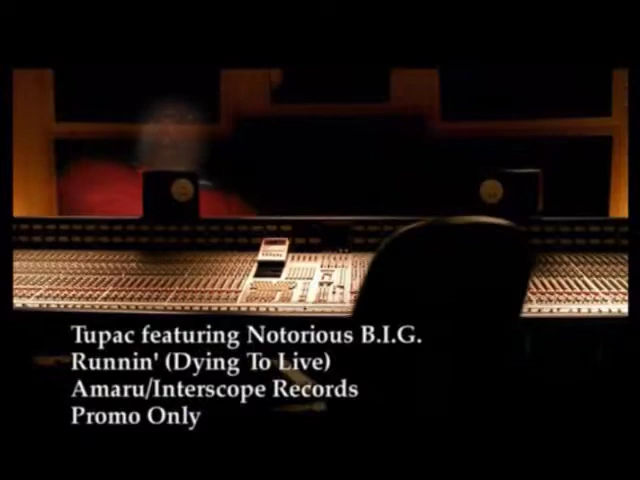 Tupac featuring Notorious B.I.G.
Runnin' (Dying To Live)
Amaru/Interscope Records
Promo Only